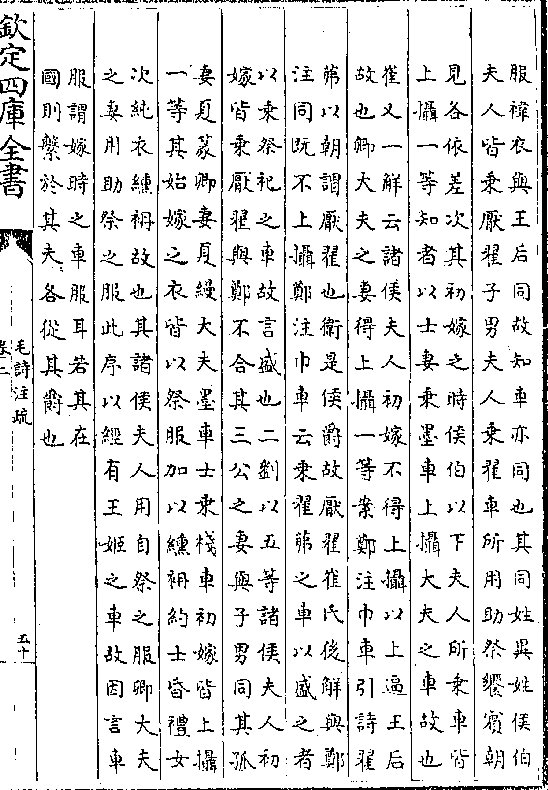 服褘衣與王后同故知車亦同也其同姓異姓侯伯
夫人皆乘厭翟子男夫人乘翟車所用助祭饗賓朝
見各依差次其初嫁之時侯伯以下夫人所乘車皆
上攝一等知者以士妻乘墨車上攝大夫之車故也
崔又一解云諸侯夫人初嫁不得上攝以上逼王后
故也卿大夫之妻得上攝一等案鄭注巾車引詩翟
茀以朝謂厭翟也衛是侯爵故厭翟崔氏後解與鄭
注同既不上攝鄭注巾車云乘翟茀之車以盛之者
以乘祭祀之車故言盛也二劉以五等諸侯夫人初
嫁皆乘厭翟與鄭不合其三公之妻與子男同其孤
妻夏篆卿妻夏縵大夫墨車士乘棧車初嫁皆上攝
一等其始嫁之衣皆以祭服加以纁袡約士昏禮女
次純衣纁袡故也其諸侯夫人用自祭之服卿大夫
之妻用助祭之服此序以經有王姬之車故因言車
服謂嫁時之車服耳若其在
國則繫於其夫各從其爵也
欽定四庫全書
毛詩注疏
卷二
五十